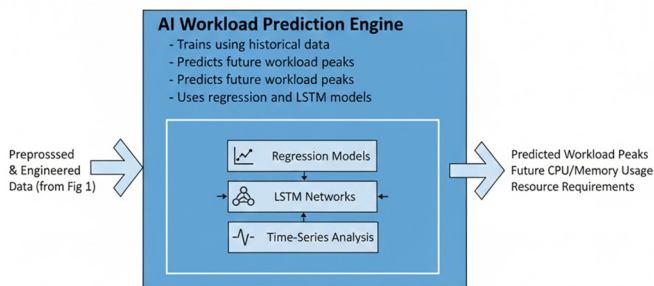 AI Workload Prediction Engine
- Trains using historical data
- Predicts future workload peaks
- Predicts future workload peaks
- Uses regression and LSTM models
Preprosssed
& Engineered
Data (from Fig 1)
Regression Models
LSTM Networks
Time-Series Analysis
Predicted Workload Peaks
Future CPU/Memory Usage
Resource Requirements